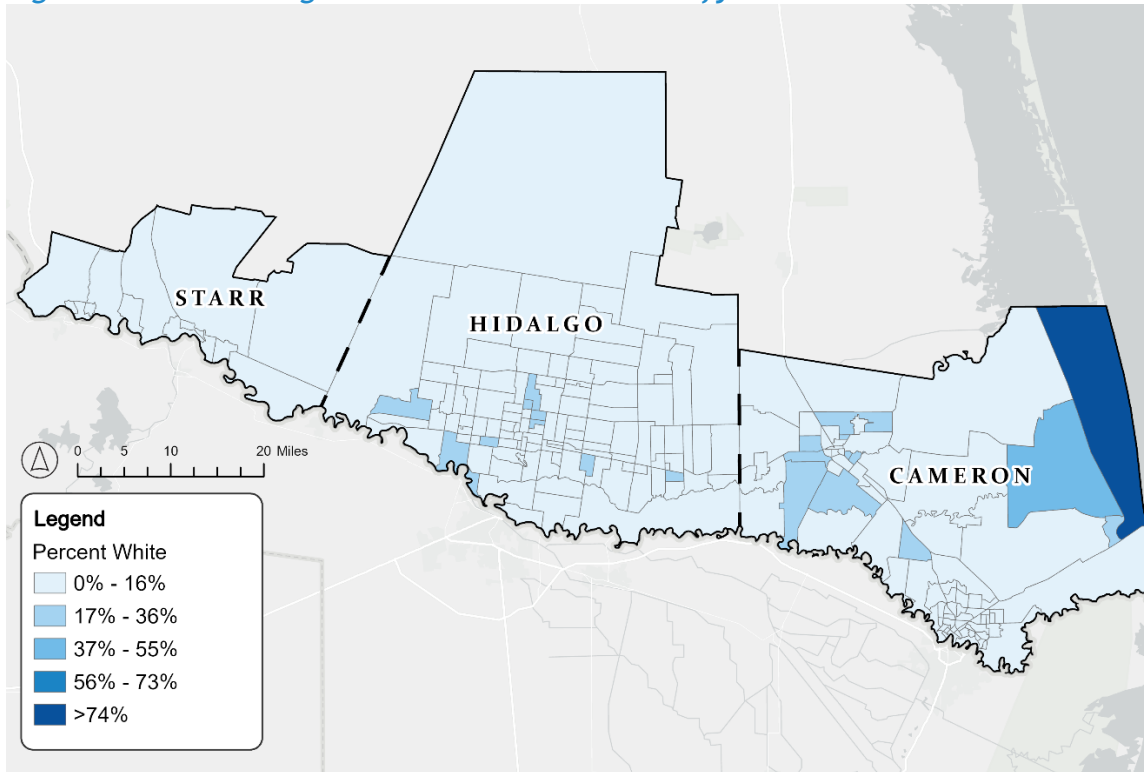 STARR
HIDALGO
CAMERON
0 5 10 20 Miles
Legend
Percent White
0% - 16%
17% - 36%
37% - 55%
56% - 73%
>74%